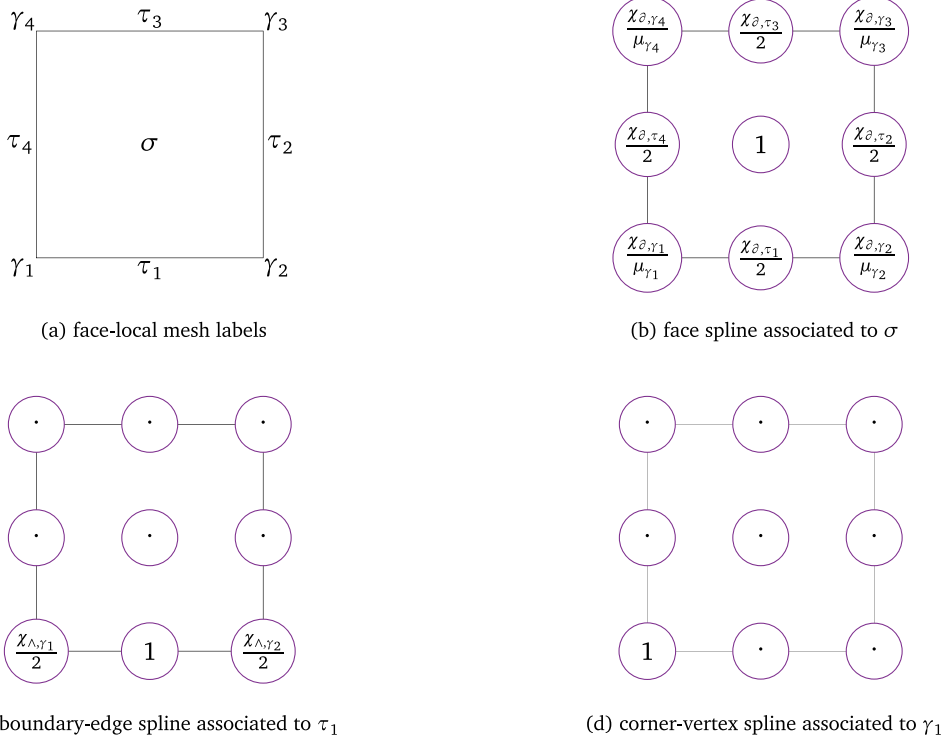 γ₄ τ₃ γ₃
τ₄ σ τ₂
γ₁ τ₁ γ₂
(a) face-local mesh labels
χ∂,γ₄/μγ₄ χ∂,τ₃/2 χ∂,γ₃/μγ₃
χ∂,τ₄/2 1 χ∂,τ₂/2
χ∂,γ₁/μγ₁ χ∂,τ₁/2 χ∂,γ₂/μγ₂
(b) face spline associated to σ
· · ·
· · ·
χ∧,γ₁/2 1 χ∧,γ₂/2
boundary-edge spline associated to τ₁
· · ·
· · ·
1 · ·
(d) corner-vertex spline associated to γ₁